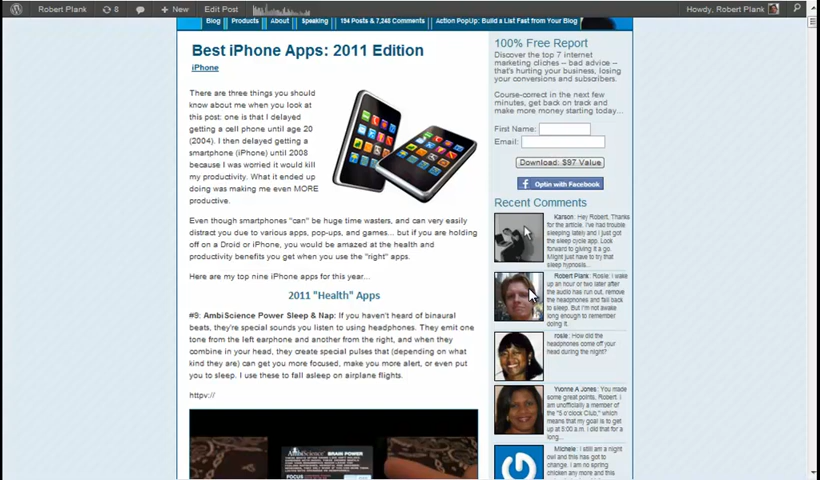 Robert Plank
8
+ New
Edit Post
Howdy, Robert Plank
Blog
Products
About
Speaking
154 Posts & 7,248 Comments
Action PopUp: Build a List Fast from Your Blog
Best iPhone Apps: 2011 Edition
iPhone
There are three things you should
know about me when you look at
this post: one is that I delayed
getting a cell phone until age 20
(2004). I then delayed getting a
smartphone (iPhone) until 2008
because I was worried it would kill
my productivity. What it ended up
doing was making me even MORE
productive.
Even though smartphones "can" be huge time wasters, and can very easily
distract you due to various apps, pop-ups, and games... but if you are holding
off on a Droid or iPhone, you would be amazed at the health and
productivity benefits you get when you use the "right" apps.
Here are my top nine iPhone apps for this year...
2011 "Health" Apps
#9: AmbiScience Power Sleep & Nap: If you haven't heard of binaural
beats, they're special sounds you listen to using headphones. They emit one
tone from the left earphone and another from the right, and when they
combine in your head, they create special pulses that (depending on what
kind they are) can get you more focused, make you more alert, or even put
you to sleep. I use these to fall asleep on airplane flights.
httpv://
AmbiScience BRAIN POWER
FOCUS
100% Free Report
Discover the top 7 internet
marketing cliches – bad advice –
that's hurting your business, losing
your conversions and subscribers.
Course-correct in the next few
minutes, get back on track and
make more money starting today...
First Name:
Email:
Download: $97 Value
Optin with Facebook
Recent Comments
Karson: Hey Robert, Thanks
for the article. I've had trouble
sleeping lately and I just got
the sleep cycle app. Look
forward to giving it a go.
Might just have to try that
sleep hypnosis...
Robert Plank: Rosie: I wake
up an hour or two later after
the audio has run out, remove
the headphones and fall back
to sleep. But I'm not awake
long enough to remember
doing it.
rosie: How did the
headphones come off your
head during the night?
Yvonne A Jones: You made
some great points, Robert. I
am unofficially a member of
the "5 o'clock Club," which
means that my goal is to get
up at 5:00 a.m. I did that for a
long...
Michele: I still am a night
owl and this has got to
change. I am no spring
chicken any more and this